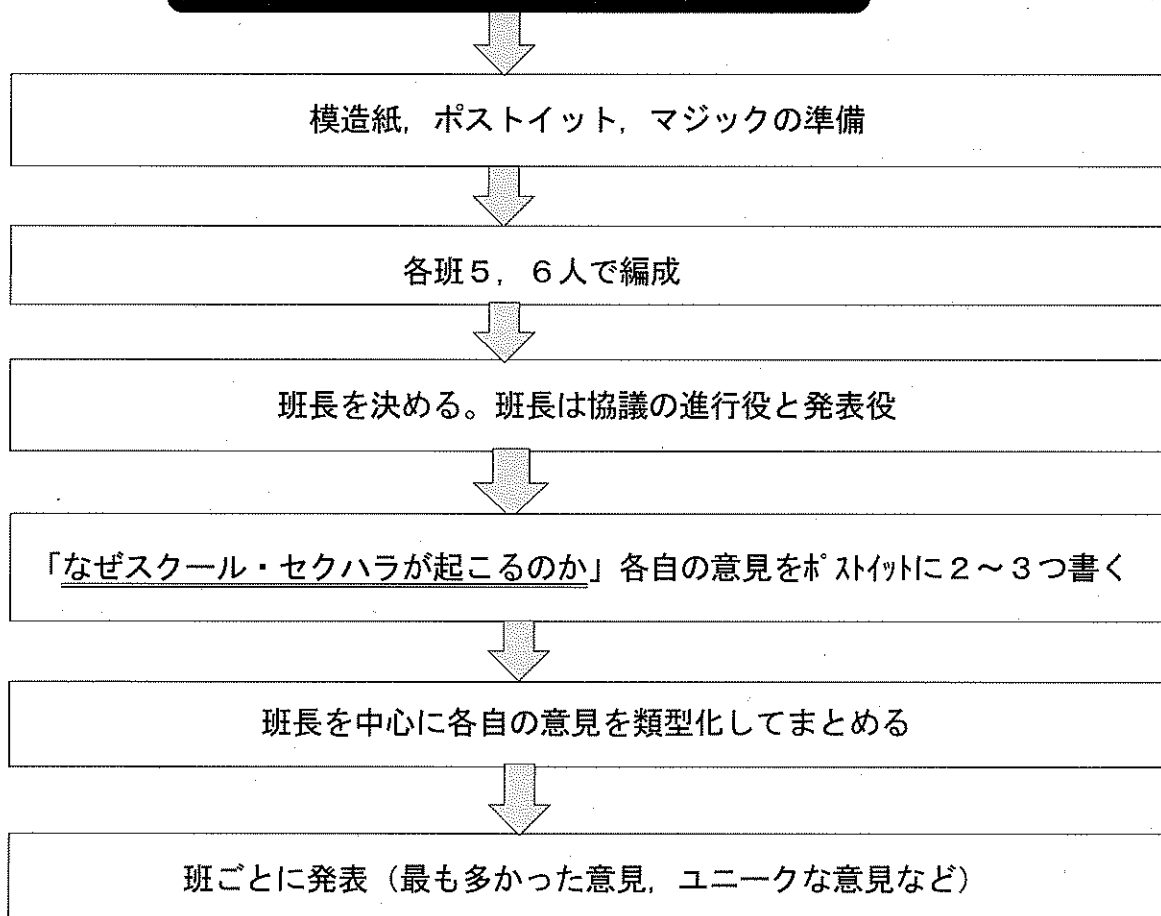 模造紙，ポストイット，マジックの準備
各班５，６人で編成
班長を決める。班長は協議の進行役と発表役
「なぜスクール・セクハラが起こるのか」各自の意見をﾎﾟｽﾄｲｯﾄに２～３つ書く
班長を中心に各自の意見を類型化してまとめる
班ごとに発表（最も多かった意見，ユニークな意見など）